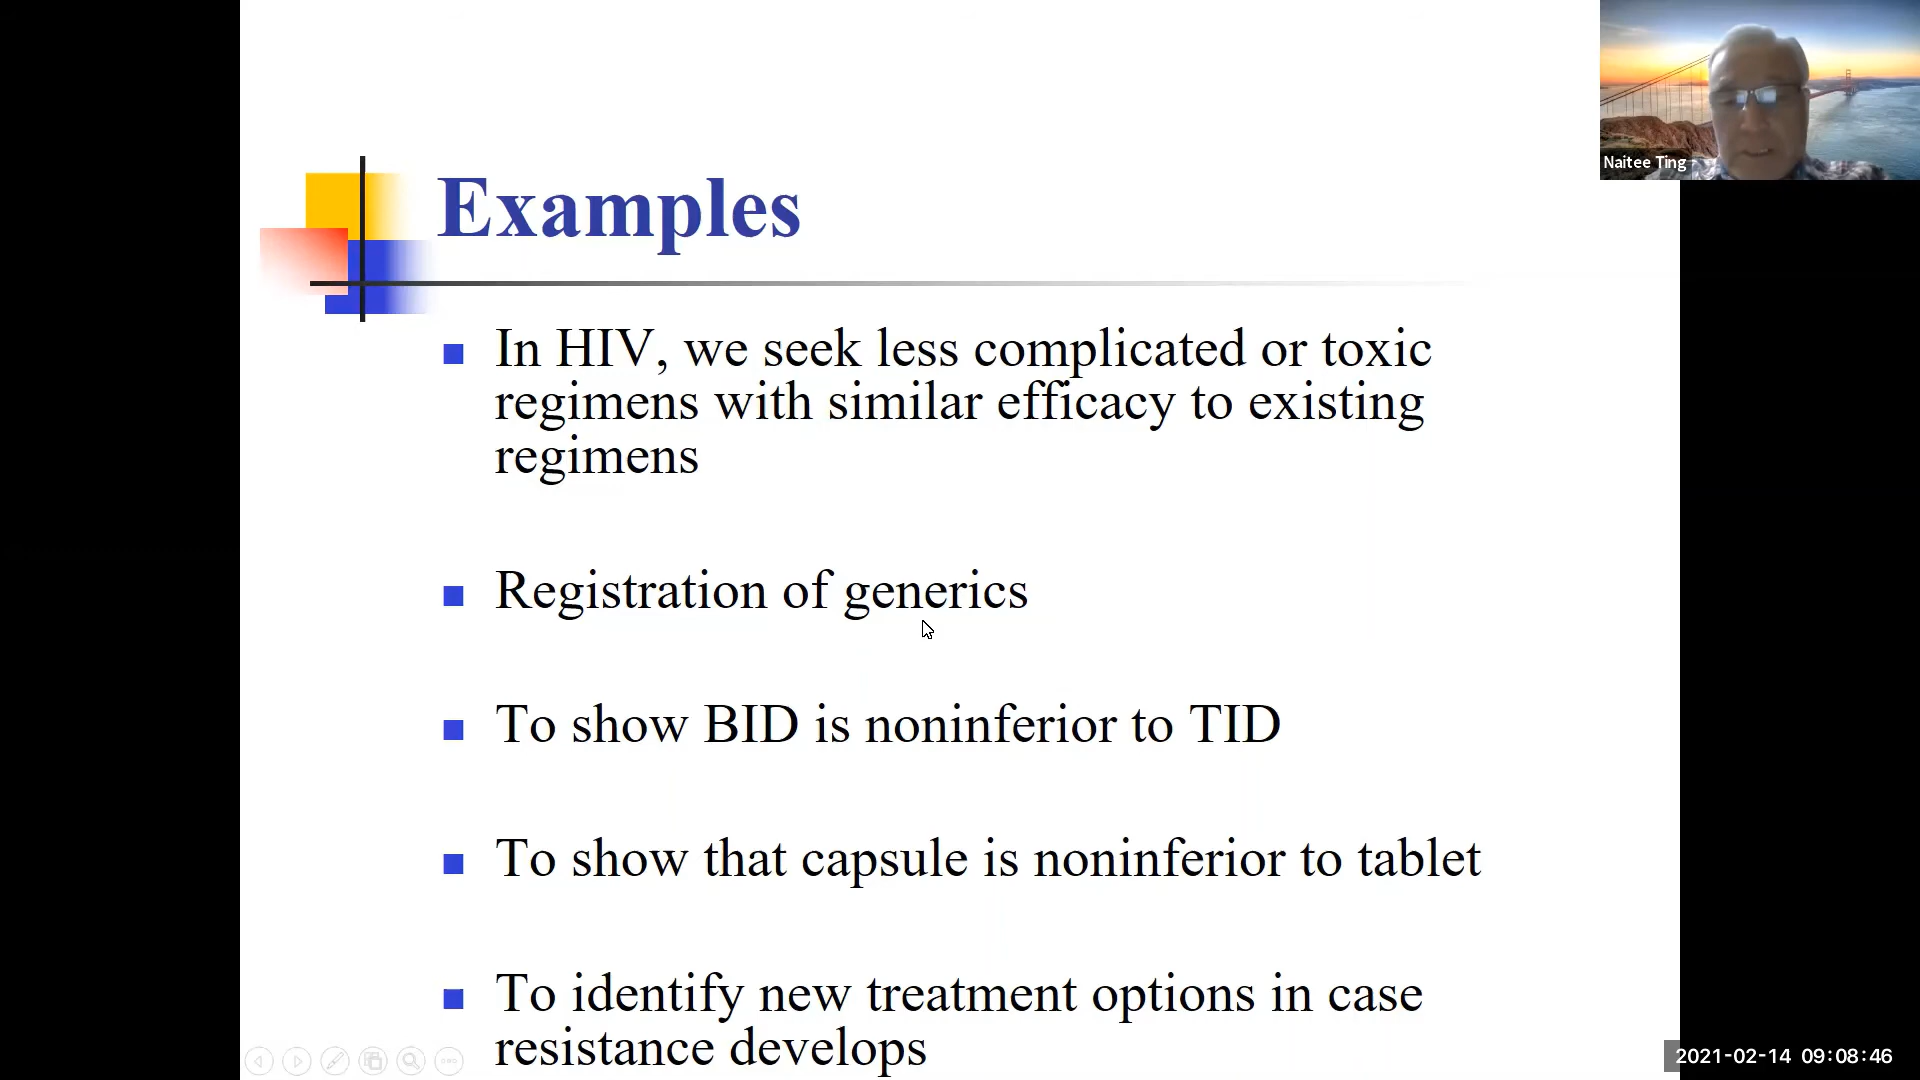 Naitee Ting
Examples
In HIV, we seek less complicated or toxic
regimens with similar efficacy to existing
regimens
Registration of generics
To show BID is noninferior to TID
To show that capsule is noninferior to tablet
To identify new treatment options in case
resistance develops
2021-02-14 09:08:46